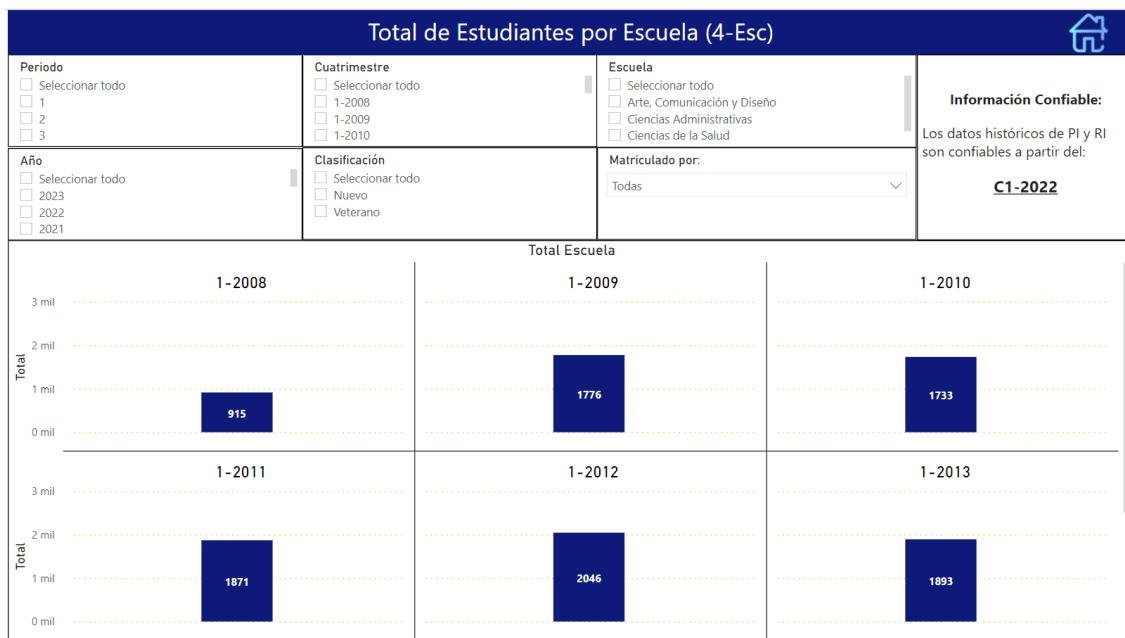 Total de Estudiantes por Escuela (4-Esc)
Periodo
Seleccionar todo
1
2
3
Cuatrimestre
Seleccionar todo
1-2008
1-2009
1-2010
Escuela
Seleccionar todo
Arte, Comunicación y Diseño
Ciencias Administrativas
Ciencias de la Salud
Información Confiable:
Los datos históricos de PI y RI
son confiables a partir del:
C1-2022
Año
Seleccionar todo
2023
2022
2021
Clasificación
Seleccionar todo
Nuevo
Veterano
Matriculado por:
Todas
Total Escuela
1-2008
1-2009
1-2010
3 mil
2 mil
1 mil
0 mil
Total
915
1776
1733
1-2011
1-2012
1-2013
3 mil
2 mil
1 mil
0 mil
Total
1871
2046
1893